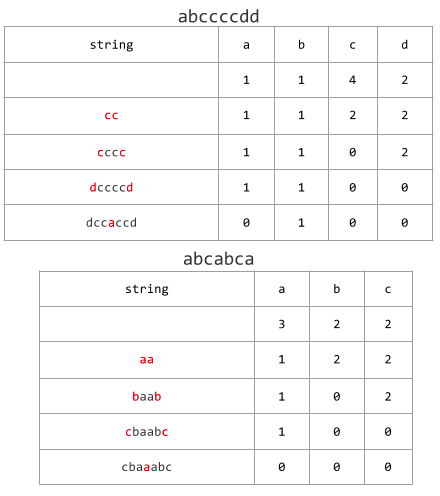 abccccdd
string a b c d
1 1 4 2
cc 1 1 2 2
cccc 1 1 0 2
dccccd 1 1 0 0
dccaccd 0 1 0 0
abcabca
string a b c
3 2 2
aa 1 2 2
baab 1 0 2
cbaabc 1 0 0
cbaaabc 0 0 0